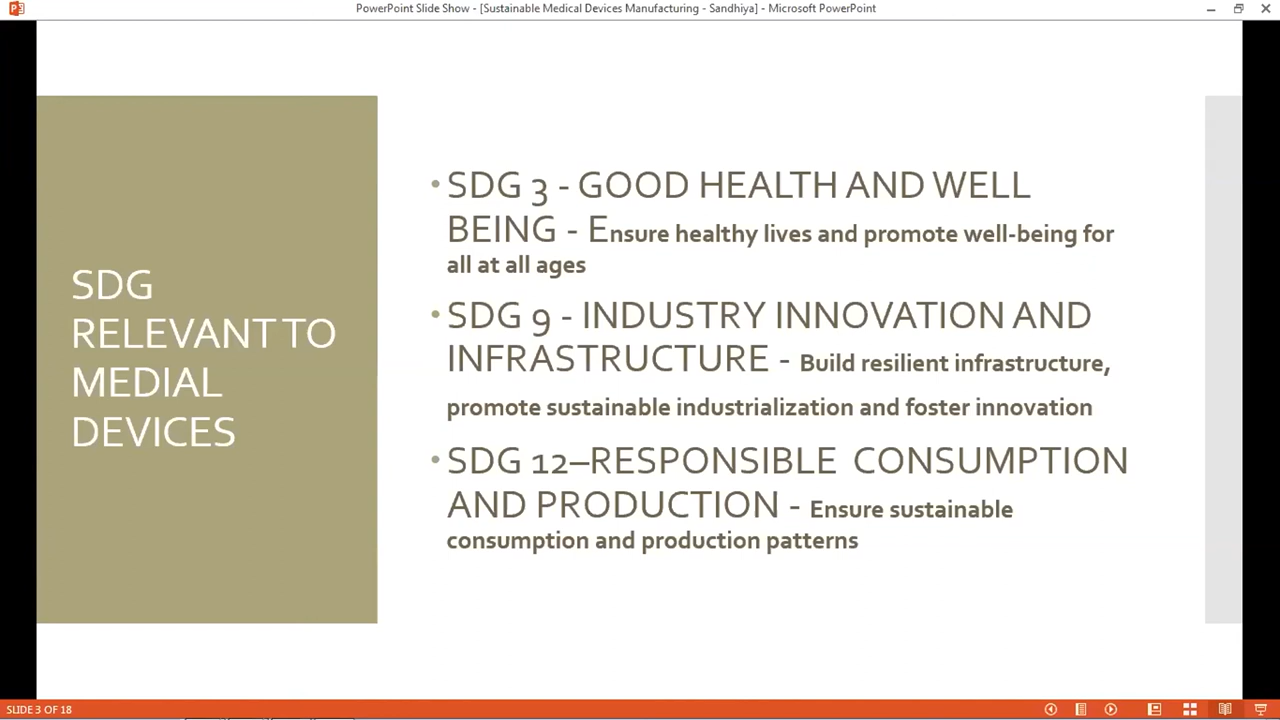 PowerPoint Slide Show - [Sustainable Medical Devices Manufacturing - Sandhiya] - Microsoft PowerPoint
SDG
RELEVANT TO
MEDIAL
DEVICES
• SDG 3 - GOOD HEALTH AND WELL
BEING - Ensure healthy lives and promote well-being for
all at all ages
• SDG 9 - INDUSTRY INNOVATION AND
INFRASTRUCTURE - Build resilient infrastructure,
promote sustainable industrialization and foster innovation
• SDG 12–RESPONSIBLE CONSUMPTION
AND PRODUCTION - Ensure sustainable
consumption and production patterns
SLIDE 3 OF 18